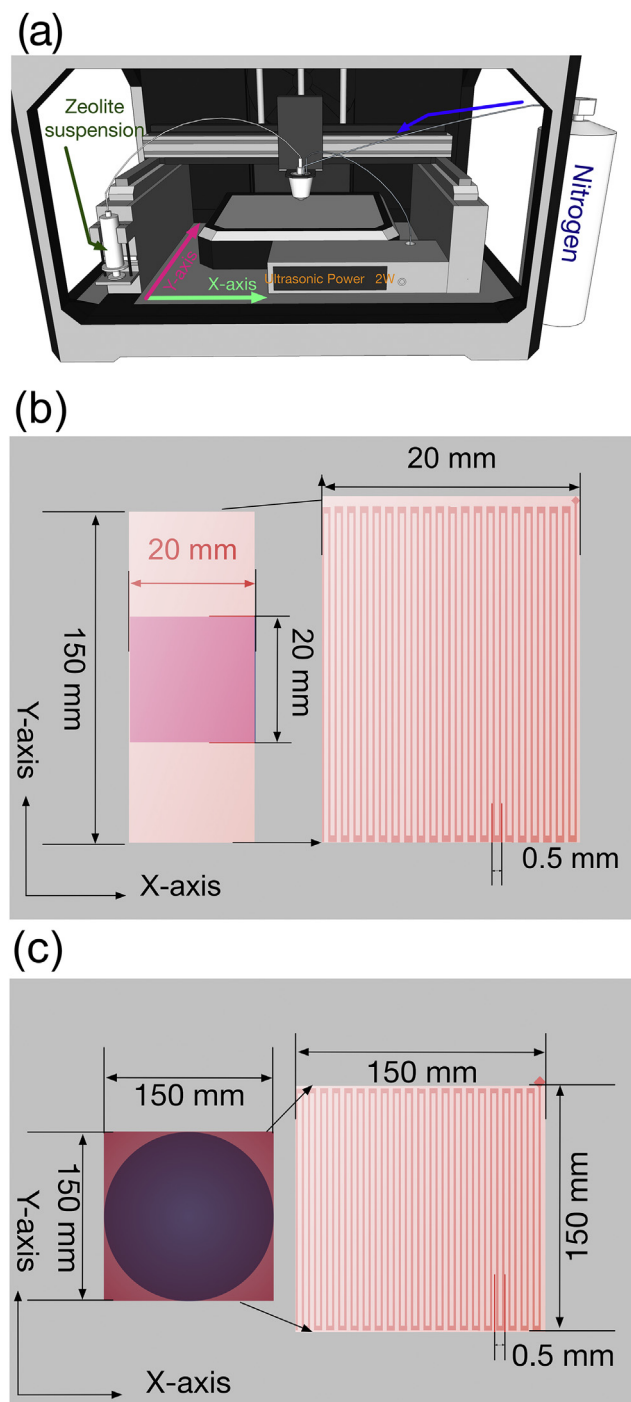 (a)
Zeolite
suspension
Nitrogen
Y-axis
X-axis
Ultrasonic Power 2W
(b)
20 mm
20 mm
150 mm
20 mm
Y-axis
0.5 mm
X-axis
(c)
150 mm
150 mm
150 mm
150 mm
Y-axis
0.5 mm
X-axis